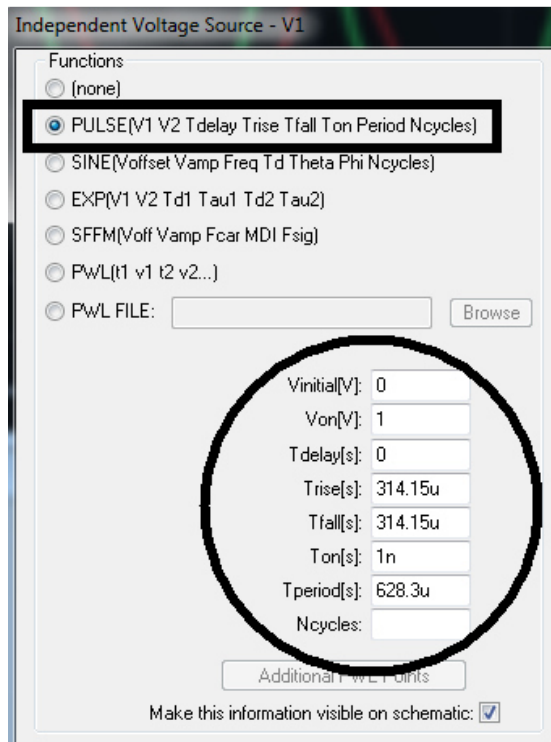 Independent Voltage Source - V1
Functions
(none)
PULSE(V1 V2 Tdelay Trise Tfall Ton Period Ncycles)
SINE(Voffset Vamp Freq Td Theta Phi Ncycles)
EXP(V1 V2 Td1 Tau1 Td2 Tau2)
SFFM(Voff Vamp Fcar MDI Fsig)
PWL(t1 v1 t2 v2...)
PWL FILE: Browse
Vinitial[V]: 0
Von[V]: 1
Tdelay[s]: 0
Trise[s]: 314.15u
Tfall[s]: 314.15u
Ton[s]: 1n
Tperiod[s]: 628.3u
Ncycles:
Additional PWL Points
Make this information visible on schematic: